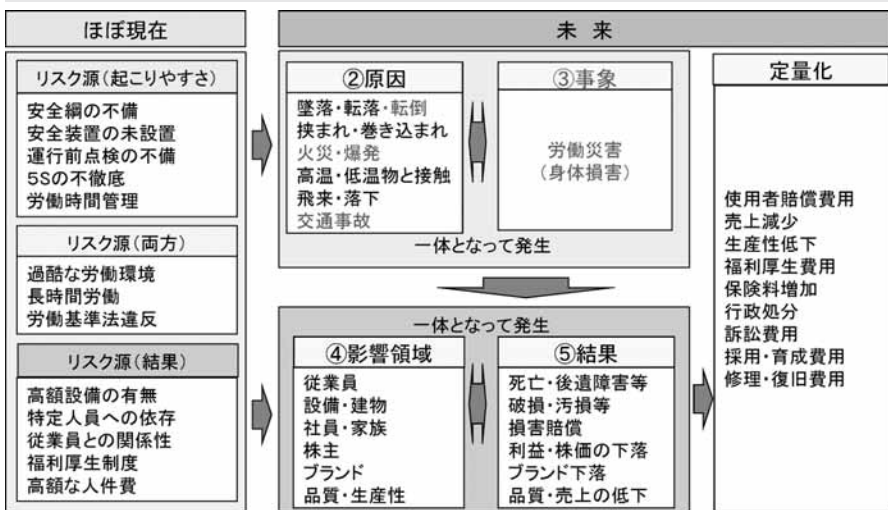 ほぼ現在
未来
リスク源(起こりやすさ)
安全綱の不備
安全装置の未設置
運行前点検の不備
5Sの不徹底
労働時間管理
リスク源(両方)
過酷な労働環境
長時間労働
労働基準法違反
リスク源(結果)
高額設備の有無
特定人員への依存
従業員との関係性
福利厚生制度
高額な人件費
②原因
墜落・転落・転倒
挟まれ・巻き込まれ
火災・爆発
高温・低温物と接触
飛来・落下
交通事故
③事象
労働災害
(身体損害)
一体となって発生
一体となって発生
④影響領域
従業員
設備・建物
社員・家族
株主
ブランド
品質・生産性
⑤結果
死亡・後遺障害等
破損・汚損等
損害賠償
利益・株価の下落
ブランド下落
品質・売上の低下
定量化
使用者賠償費用
売上減少
生産性低下
福利厚生費用
保険料増加
行政処分
訴訟費用
採用・育成費用
修理・復旧費用